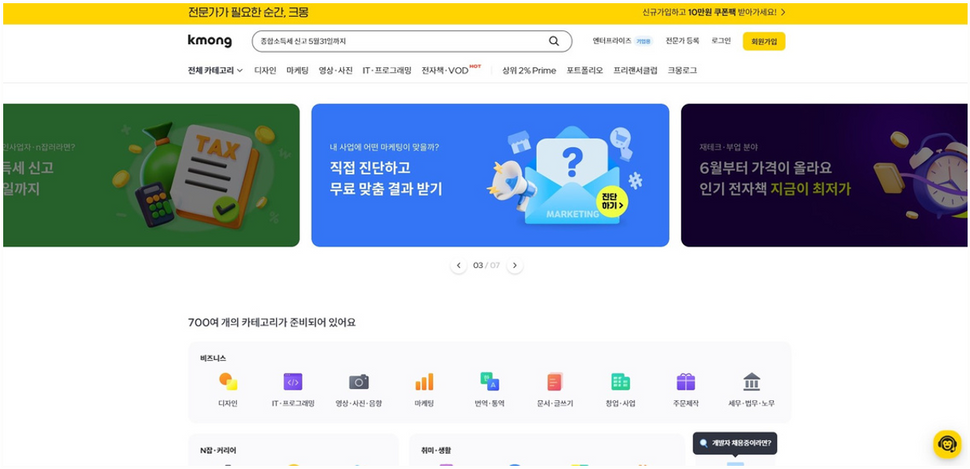 전문가가 필요한 순간, 크몽
신규가입하고 10만원 쿠폰팩 받아가세요!
kmong
종합소득세 신고 5월31일까지
엔터프라이즈 기업용
전문가 등록
로그인
회원가입
전체 카테고리
디자인
마케팅
영상·사진
IT·프로그래밍
전자책·VOD HOT
상위 2% Prime
포트폴리오
프리랜서클럽
크몽로그
득세 신고
일까지
TAX
내 사업에 어떤 마케팅이 맞을까?
직접 진단하고
무료 맞춤 결과 받기
?
MARKETING
진단
하기 >
재테크·부업 분야
6월부터 가격이 올라요
인기 전자책 지금이 최저가
03 / 07
700여 개의 카테고리가 준비되어 있어요
비즈니스
디자인
IT·프로그래밍
영상·사진·음향
마케팅
번역·통역
문서·글쓰기
창업·사업
주문제작
세무·법무·노무
N잡·커리어
취미·생활
개발자 채용중이라면?